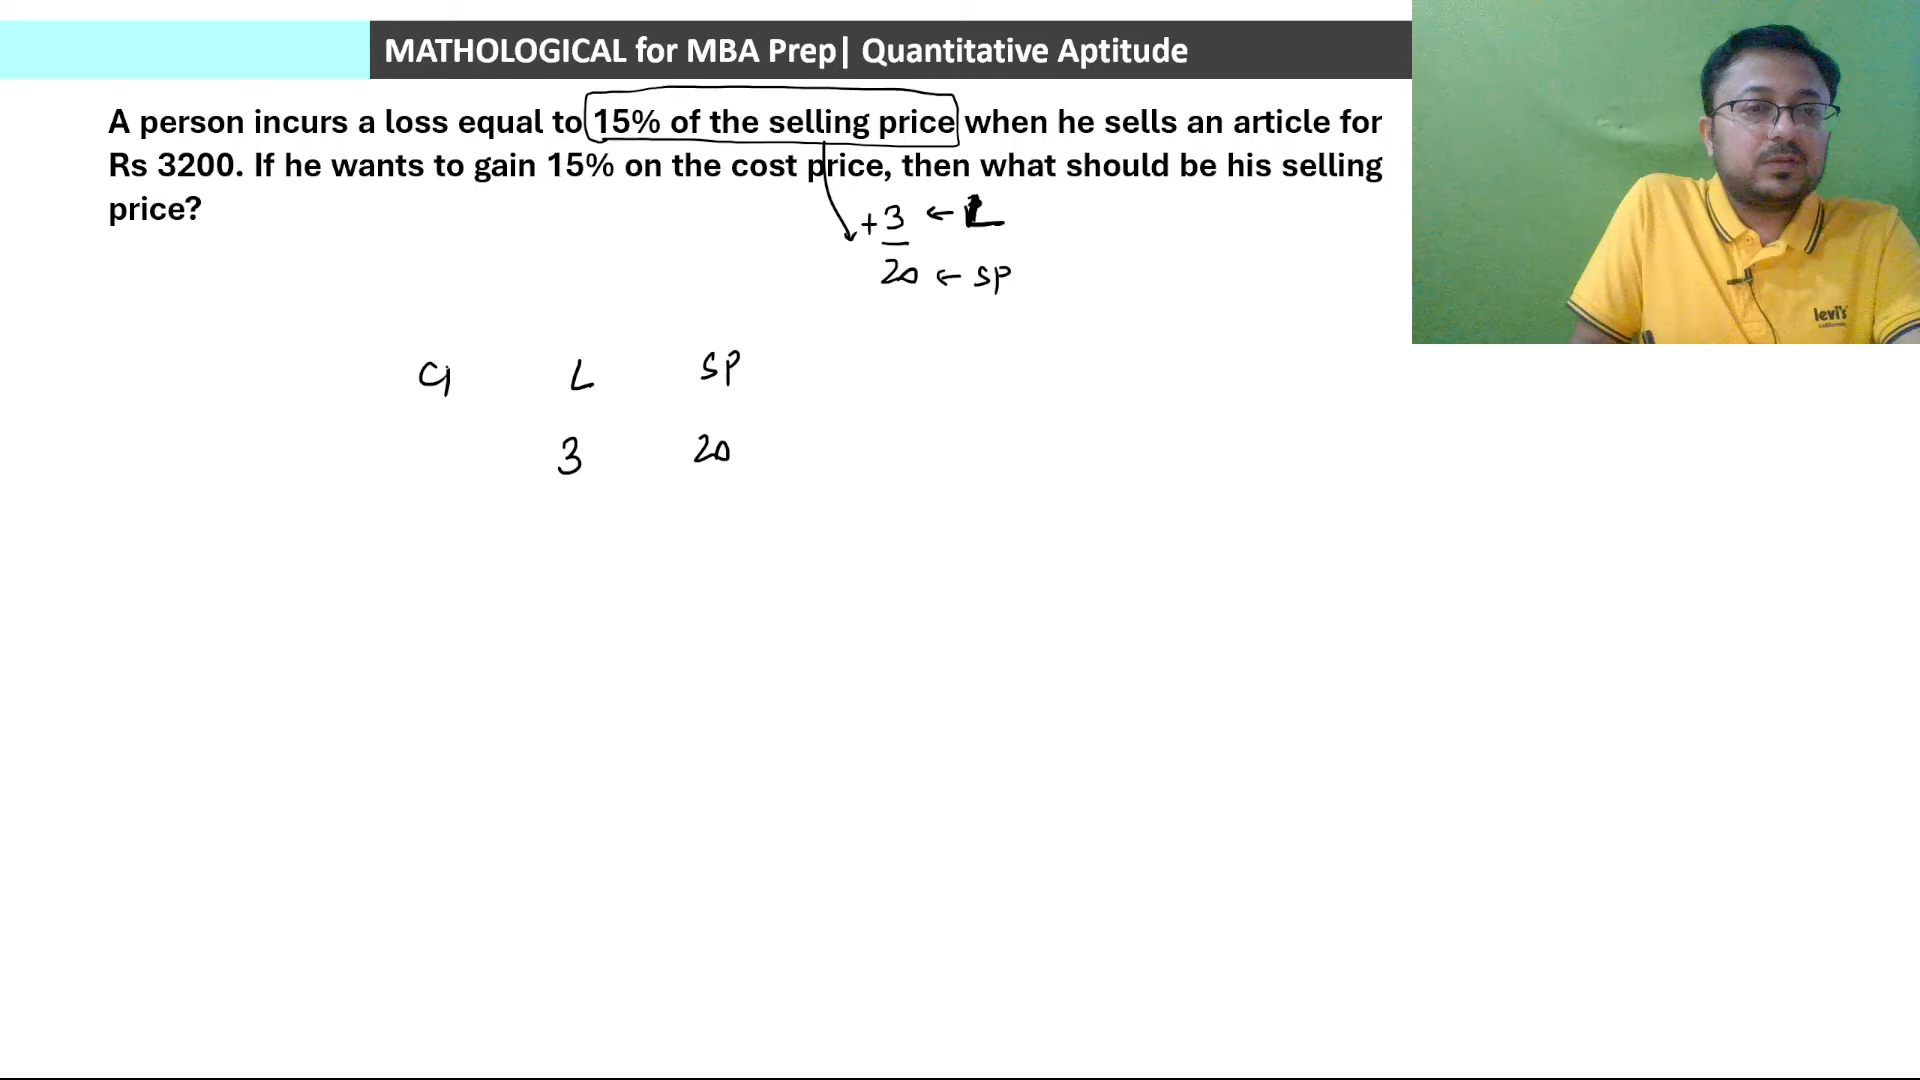 MATHOLOGICAL for MBA Prep| Quantitative Aptitude
A person incurs a loss equal to 15% of the selling price when he sells an article for
Rs 3200. If he wants to gain 15% on the cost price, then what should be his selling
price?
+3 ← L
20 ← SP
L SP
3 20
levi's